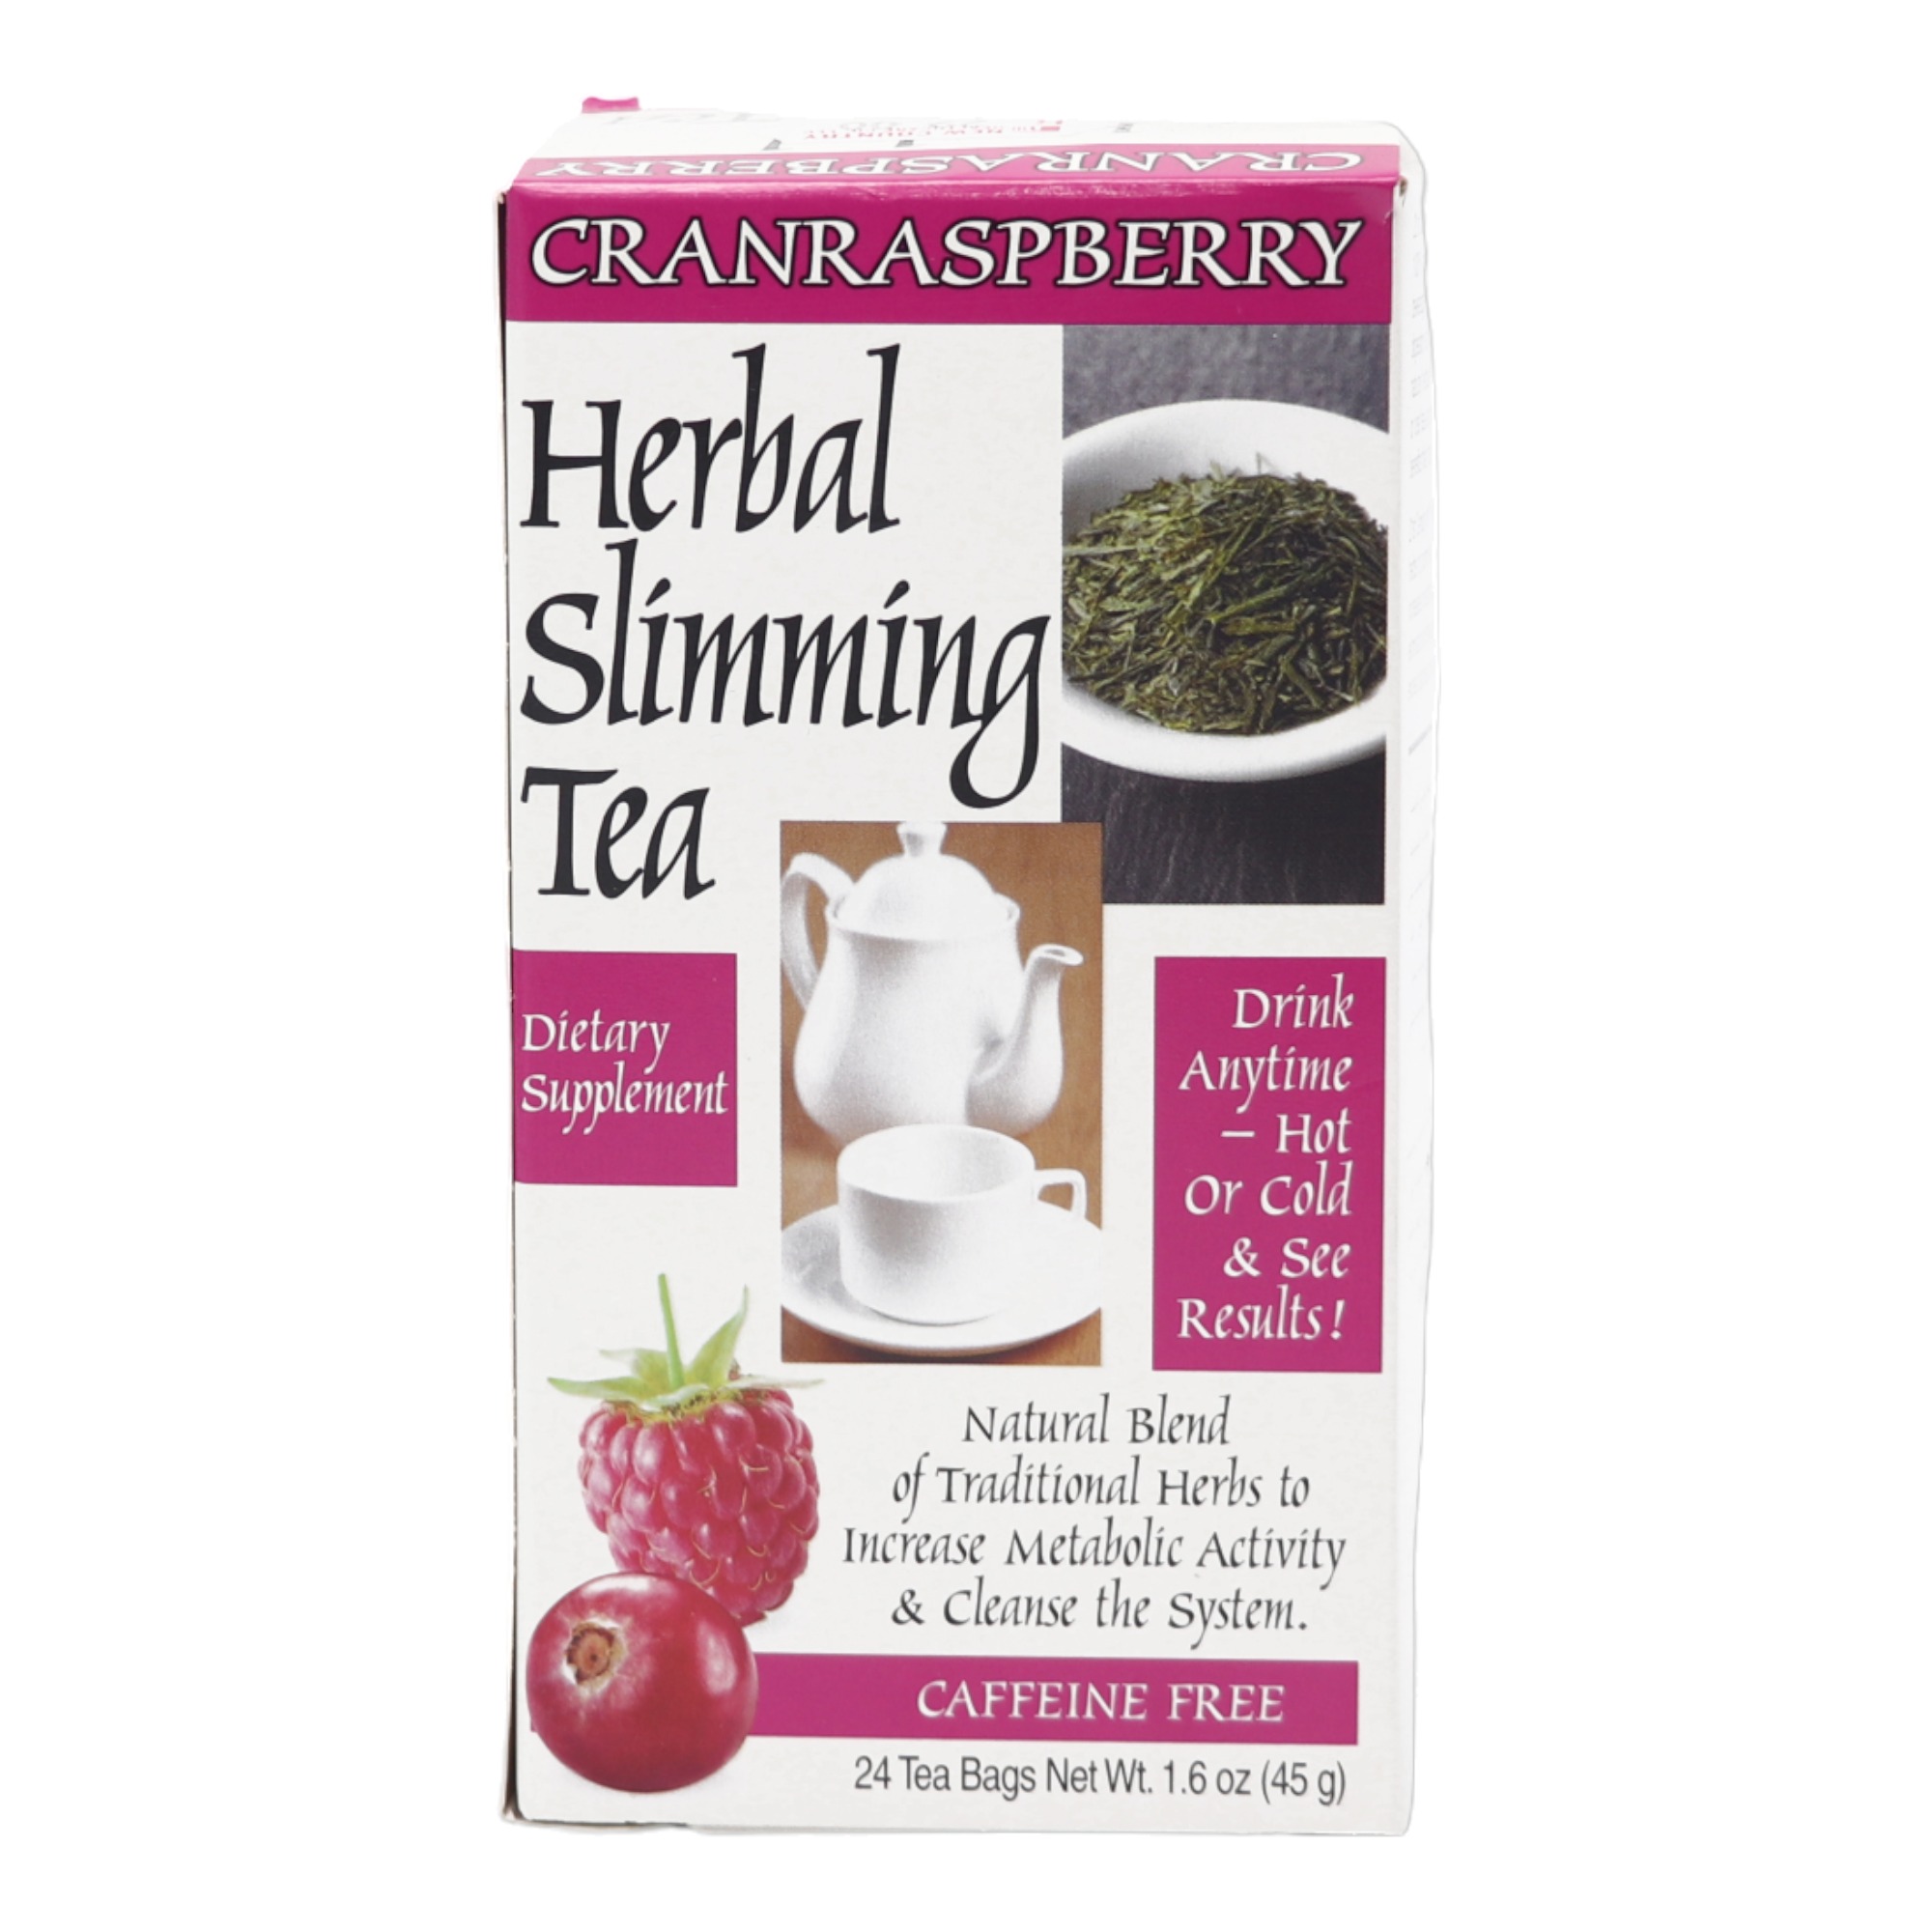 CRANRASPBERRY
CRANRASPBERRY
Herbal
Slimming
Tea
Dietary
Supplement
Drink
Anytime
– Hot
Or Cold
& See
Results!
Natural Blend
of Traditional Herbs to
Increase Metabolic Activity
& Cleanse the System.
CAFFEINE FREE
24 Tea Bags Net Wt. 1.6 oz (45 g)